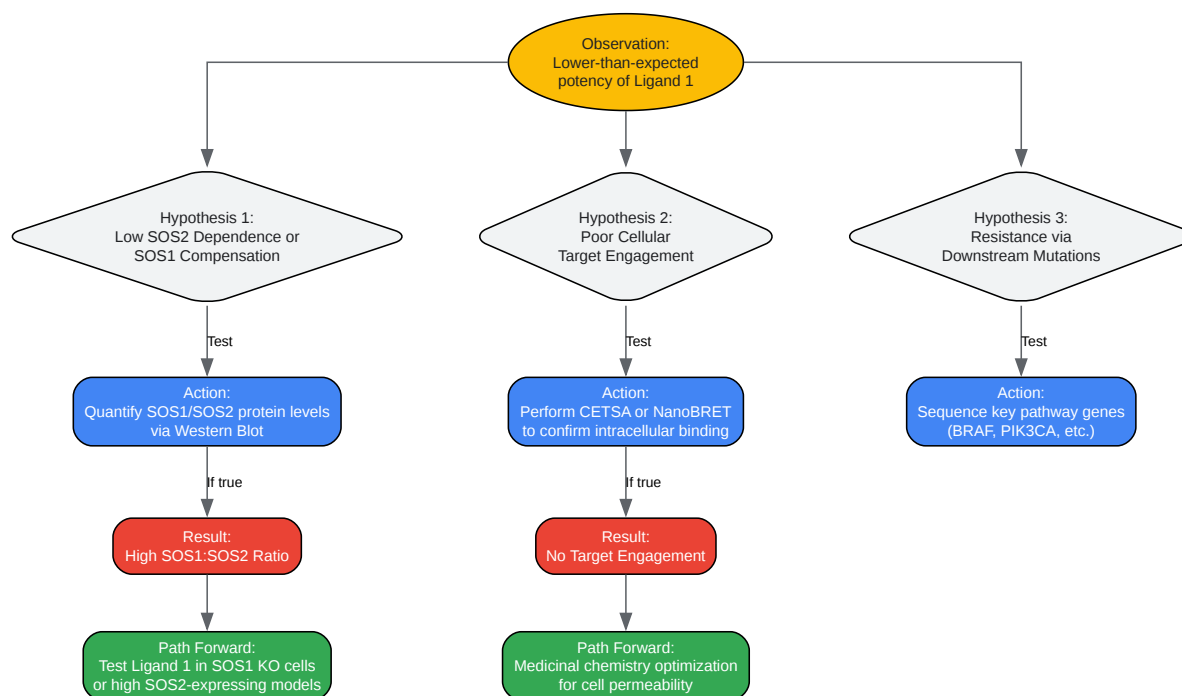 Observation:
Lower-than-expected
potency of Ligand 1
Hypothesis 1:
Low SOS2 Dependence or
SOS1 Compensation
Hypothesis 2:
Poor Cellular
Target Engagement
Hypothesis 3:
Resistance via
Downstream Mutations
Test
Test
Test
Action:
Quantify SOS1/SOS2 protein levels
via Western Blot
Action:
Perform CETSA or NanoBRET
to confirm intracellular binding
Action:
Sequence key pathway genes
(BRAF, PIK3CA, etc.)
If true
If true
Result:
High SOS1:SOS2 Ratio
Result:
No Target Engagement
Path Forward:
Test Ligand 1 in SOS1 KO cells
or high SOS2-expressing models
Path Forward:
Medicinal chemistry optimization
for cell permeability